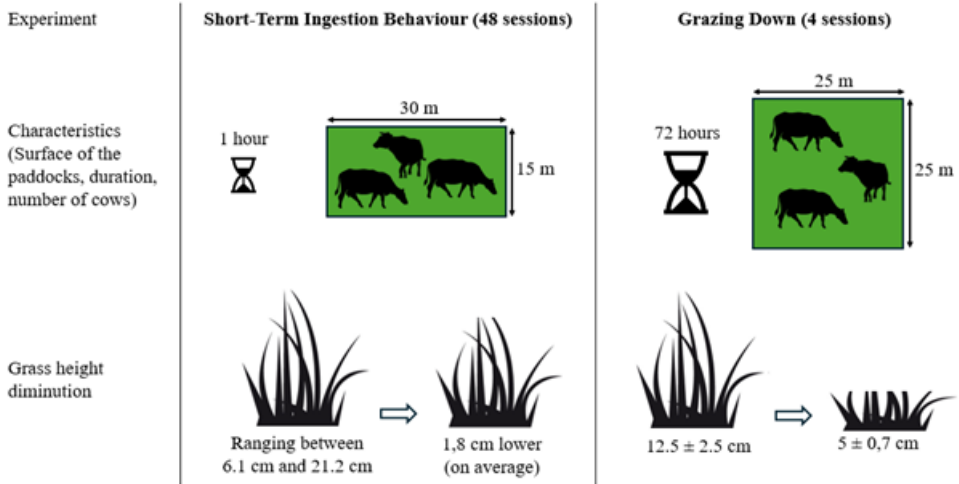 Experiment
Short-Term Ingestion Behaviour (48 sessions)
Grazing Down (4 sessions)
Characteristics
(Surface of the
paddocks, duration,
number of cows)
1 hour
30 m
15 m
72 hours
25 m
25 m
Grass height
diminution
Ranging between
6.1 cm and 21.2 cm
1,8 cm lower
(on average)
12.5 ± 2.5 cm
5 ± 0,7 cm